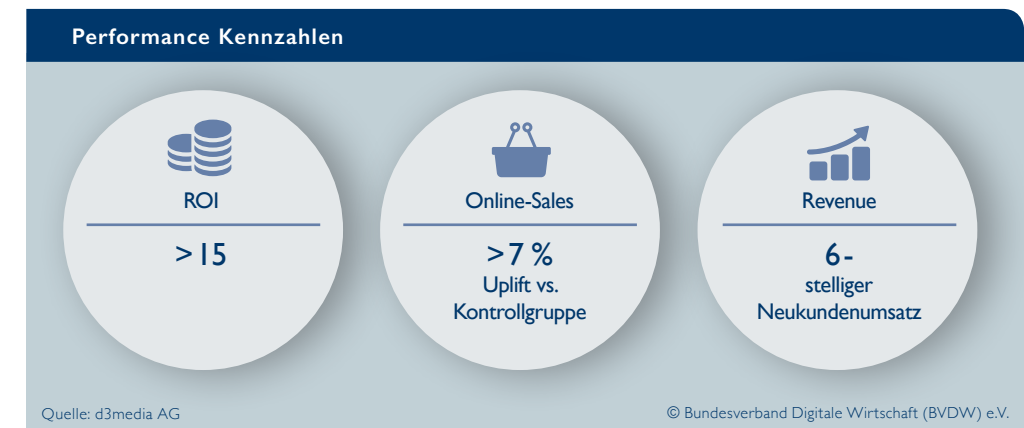 Performance Kennzahlen
ROI
>15
Online-Sales
>7 %
Uplift vs.
Kontrollgruppe
Revenue
6-
stelliger
Neukundenumsatz
Quelle: d3media AG
© Bundesverband Digitale Wirtschaft (BVDW) e.V.